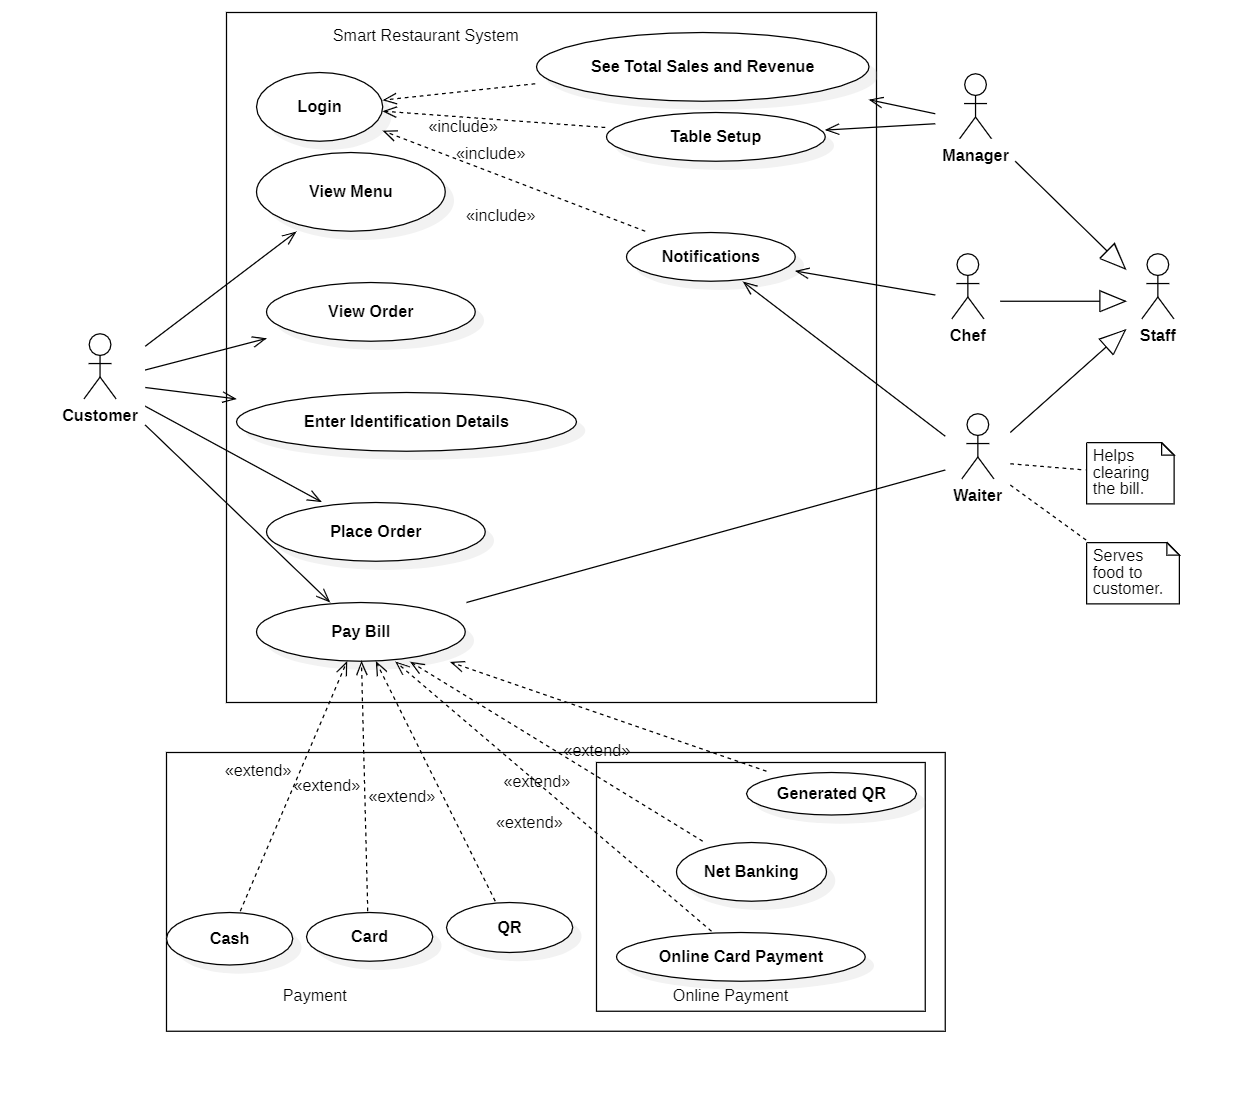 Smart Restaurant System
See Total Sales and Revenue
Login
«include»
Table Setup
Manager
«include»
View Menu
«include»
Notifications
View Order
Chef
Staff
Customer
Enter Identification Details
Helps
clearing
the bill.
Waiter
Place Order
Serves
food to
customer.
Pay Bill
«extend»
«extend»
«extend»
«extend»
«extend»
«extend»
Generated QR
Net Banking
Cash
Card
QR
Online Card Payment
Payment
Online Payment